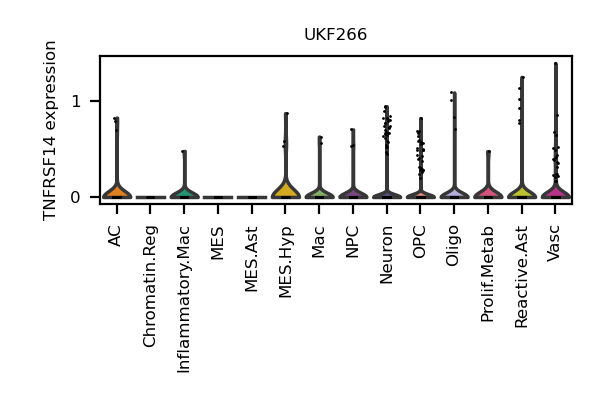 UKF266
TNFRSF14 expression
1
0
AC
Chromatin.Reg
Inflammatory.Mac
MES
MES.Ast
MES.Hyp
Mac
NPC
Neuron
OPC
Oligo
Prolif.Metab
Reactive.Ast
Vasc